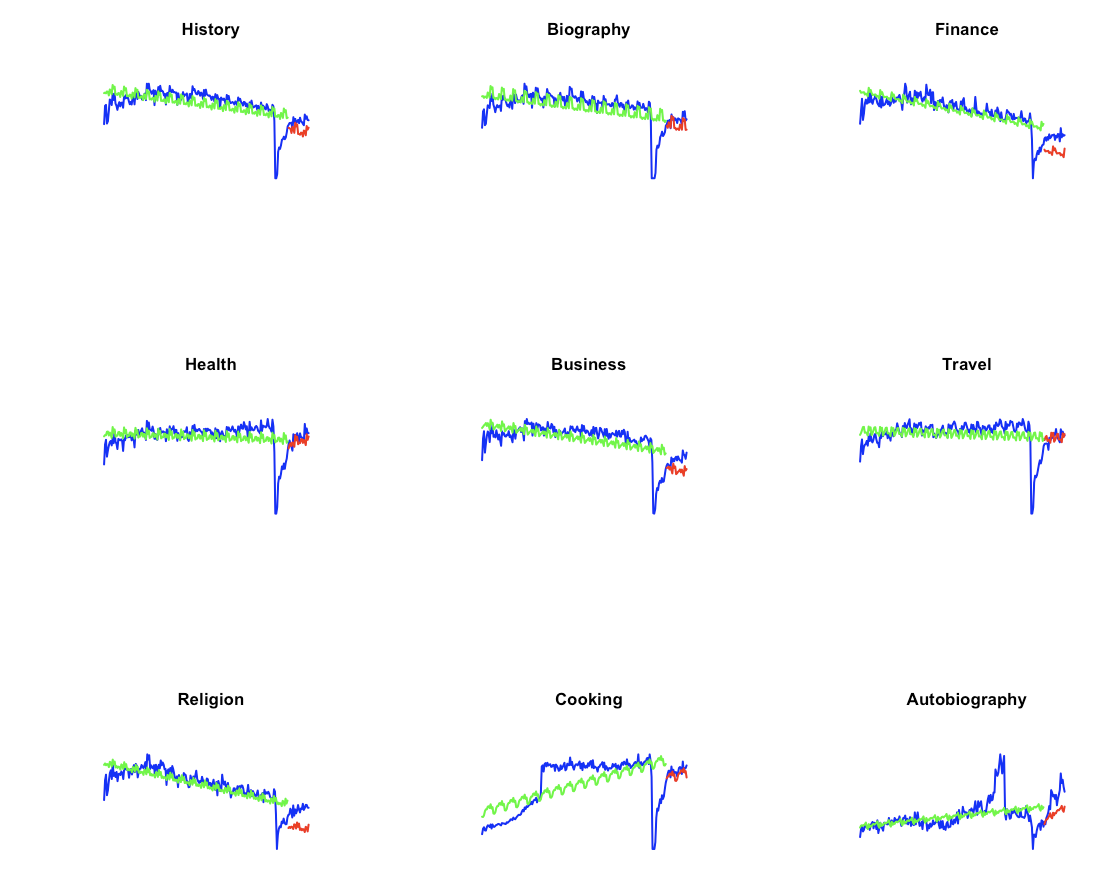 History
Biography
Finance
Health
Business
Travel
Religion
Cooking
Autobiography